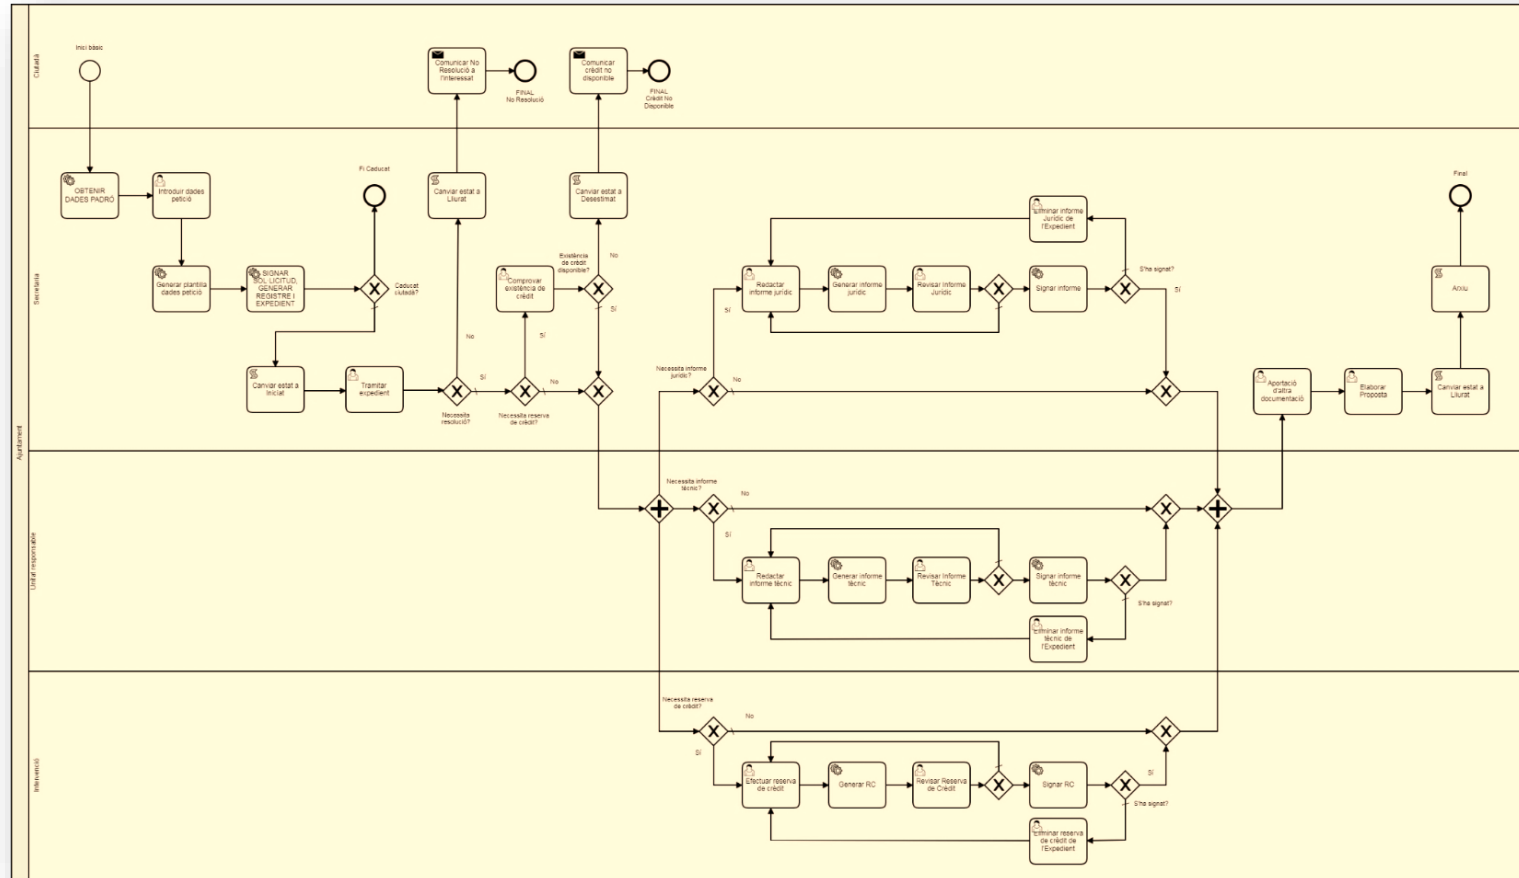 Ajuntament
Ciutadà
Inici bàsic
Comunicar No
Resolució a
l'Interessat
FINAL
No Resolució
Comunicar
crèdit no
disponible
FINAL
Crèdit No
Disponible
Secretaria
OBTENIR
DADES PADRÓ
Introduir dades
petició
Generar plantilla
dades petició
SIGNAR
SOL·LICITUD,
GENERAR
REGISTRE I
EXPEDIENT
Fi Caducat
Caducat
ciutadà?
Canviar estat a
Iniciat
Tramitar
expedient
Canviar estat a
Lliurat
No
Necessita
resolució?
Sí
Comprovar
existència de
crèdit
Sí
Necessita reserva
de crèdit?
No
Canviar estat a
Desestimat
Existència
de crèdit
disponible?
No
Sí
Necessita informe
jurídic?
Sí
No
Redactar
informe jurídic
Generar informe
jurídic
Revisar Informe
Jurídic
Signar informe
Eliminar informe
Jurídic de
l'Expedient
S'ha signat?
Sí
Aportació
d'altra
documentació
Elaborar
Proposta
Canviar estat a
Lliurat
Arxiu
Final
Unitat responsable
Necessita informe
tècnic?
No
Sí
Redactar
informe tècnic
Generar informe
tècnic
Revisar Informe
Tècnic
Signar informe
tècnic
S'ha signat?
Eliminar informe
tècnic de
l'Expedient
Intervenció
Necessita reserva
de crèdit?
No
Sí
Efectuar reserva
de crèdit
Generar RC
Revisar Reserva
de Crèdit
Signar RC
Sí
S'ha signat?
Eliminar reserva
de crèdit de
l'Expedient